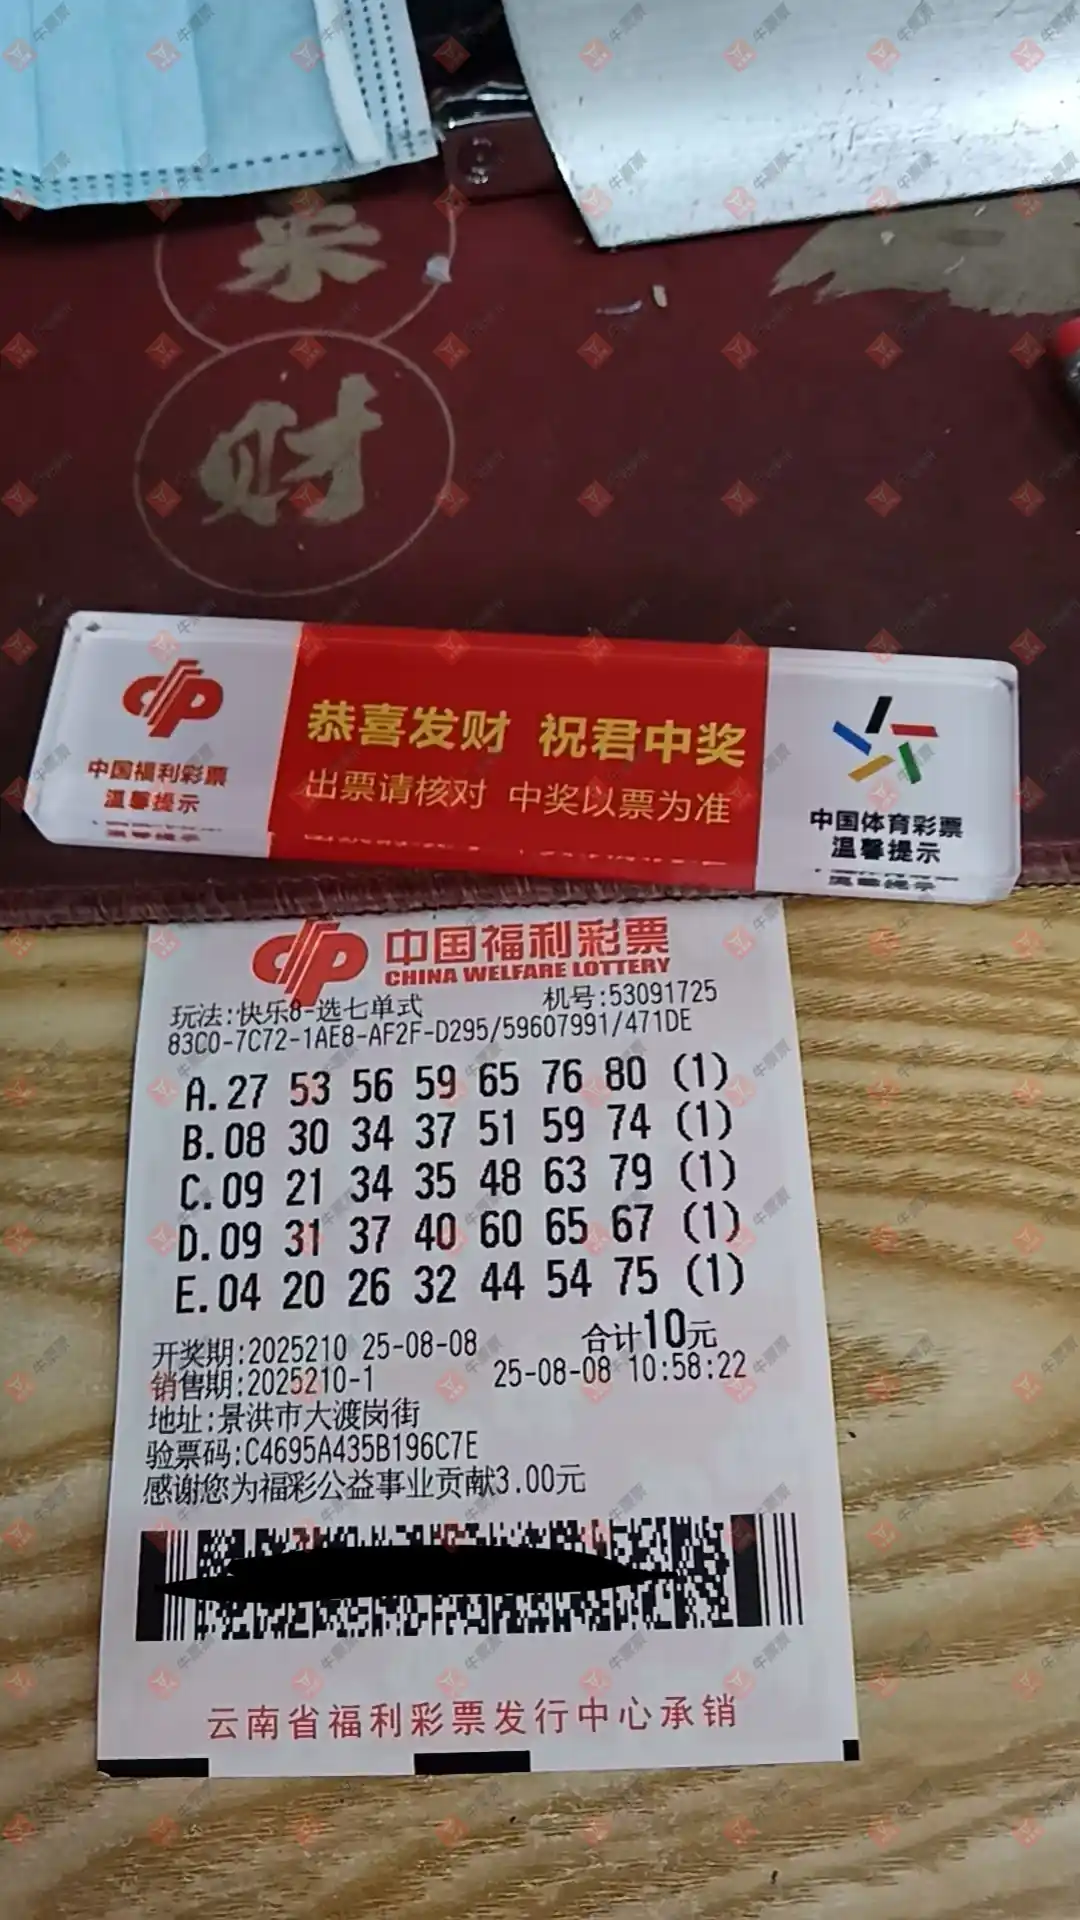 来
财
恭喜发财 祝君中奖
出票请核对 中奖以票为准
中国福利彩票
温馨提示
中国体育彩票
温馨提示
中国福利彩票
CHINA WELFARE LOTTERY
玩法:快乐8-选七单式 机号:53091725
83C0-7C72-1AE8-AF2F-D295/59607991/471DE
A.27 53 56 59 65 76 80 (1)
B.08 30 34 37 51 59 74 (1)
C.09 21 34 35 48 63 79 (1)
D.09 31 37 40 60 65 67 (1)
E.04 20 26 32 44 54 75 (1)
开奖期:2025210 25-08-08 合计10元
销售期:2025210-1 25-08-08 10:58:22
地址:景洪市大渡岗街
验票码:C4695A435B196C7E
感谢您为福彩公益事业贡献3.00元
云南省福利彩票发行中心承销